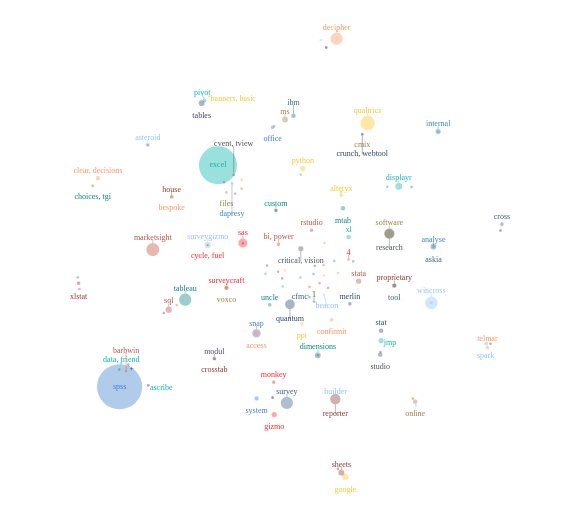 decipher
pivot
banners, basic
ibm
tables
ms
qualtrics
internal
asteroid
office
cvent, tview
cmix
crunch, webtool
excel
python
clear, decisions
displayr
house
alteryx
choices, tgi
files
custom
bespoke
dapresy
cross
mtab
software
rstudio
xl
sas
marketsight
surveygizmo
bi, power
analyse
research
4
cycle, fuel
critical, vision
askia
stata
proprietary
surveycraft
tableau
wincross
xlstat
cfmc
1
sql
voxco
uncle
merlin
tool
beacon
quantum
snap
stat
confirmit
ppt
telmar
jmp
access
dimensions
barbwin
modul
spark
data, friend
studio
crosstab
+
monkey
spss
ascribe
survey
builder
system
reporter
online
gizmo
sheets
google